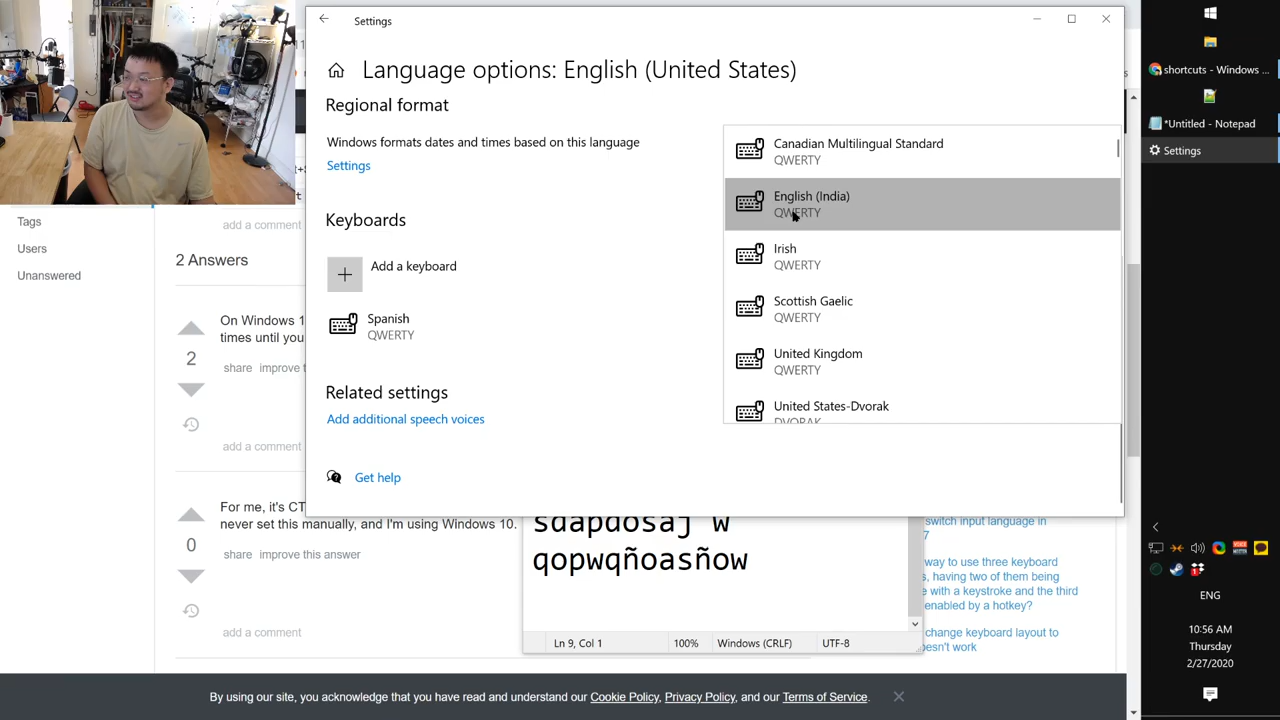 Settings
Language options: English (United States)
Regional format
Windows formats dates and times based on this language
Settings
Keyboards
Add a keyboard
Spanish
QWERTY
Related settings
Add additional speech voices
Get help
Canadian Multilingual Standard
QWERTY
English (India)
QWERTY
Irish
QWERTY
Scottish Gaelic
QWERTY
United Kingdom
QWERTY
United States-Dvorak
DVORAK
Tags
Users
Unanswered
add a comment
2 Answers
On Windows 1
times until you
2
share improve t
add a comment
For me, it's CT
never set this manually, and I'm using Windows 10.
0
share improve this answer
add a comment
sdapdosaj w
qopwqñoasñow
Ln 9, Col 1
100%
Windows (CRLF)
UTF-8
switch input language in
7
way to use three keyboard
s, having two of them being
e with a keystroke and the third
enabled by a hotkey?
change keyboard layout to
esn't work
By using our site, you acknowledge that you have read and understand our Cookie Policy, Privacy Policy, and our Terms of Service.
shortcuts - Windows ...
*Untitled - Notepad
Settings
ENG
10:56 AM
Thursday
2/27/2020